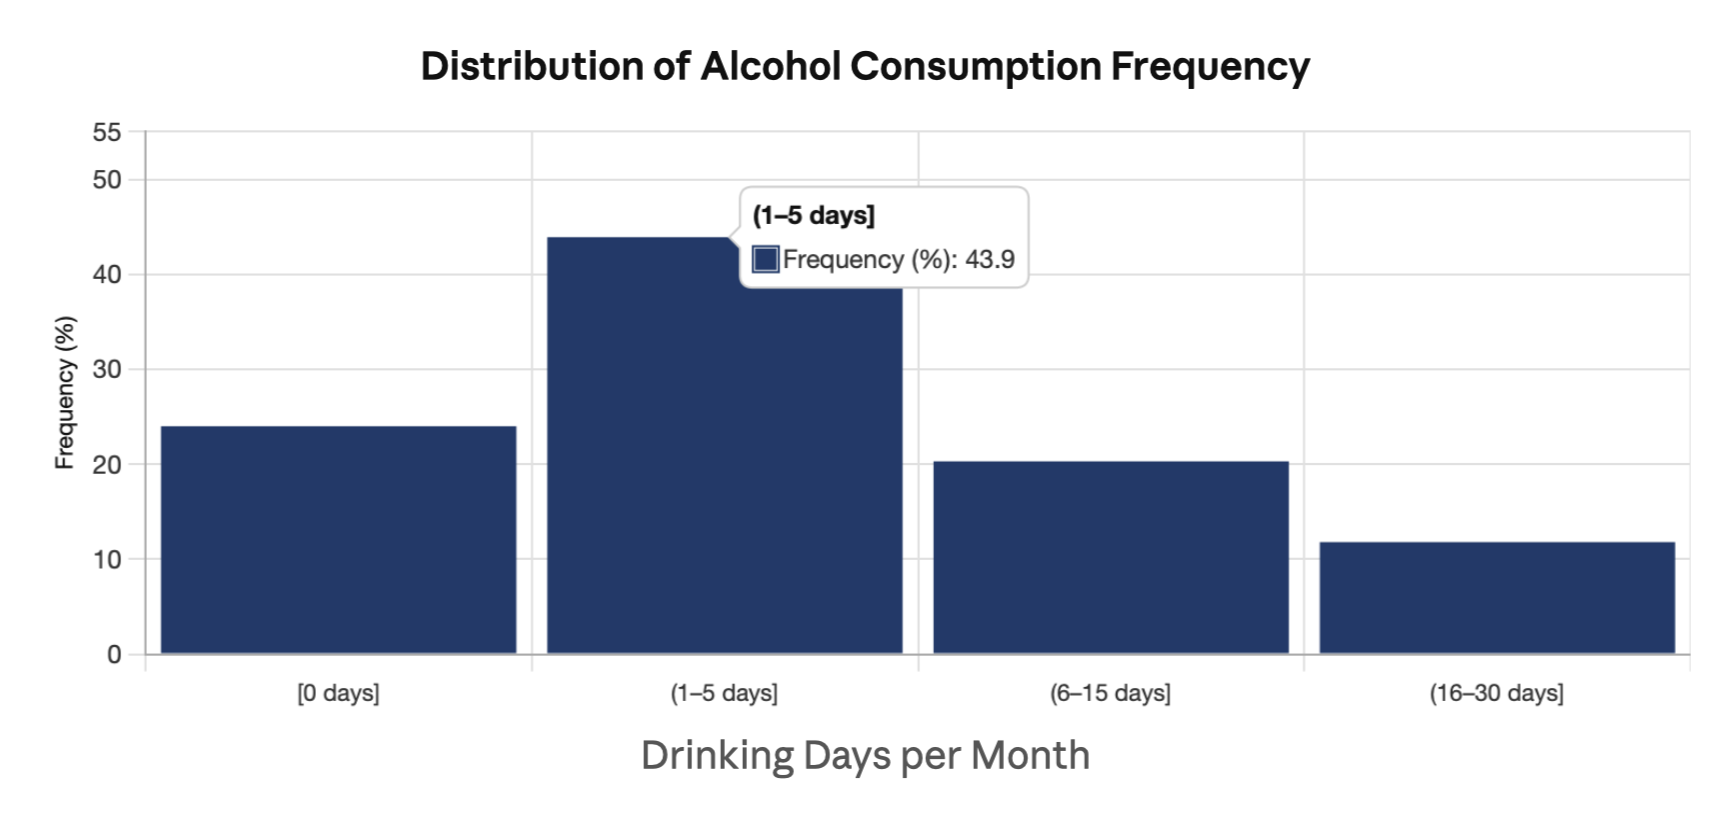 Distribution of Alcohol Consumption Frequency
55
50
(1–5 days]
Frequency (%): 43.9
40
30
20
10
0
Frequency (%)
[0 days]
(1–5 days]
(6–15 days]
(16–30 days]
Drinking Days per Month